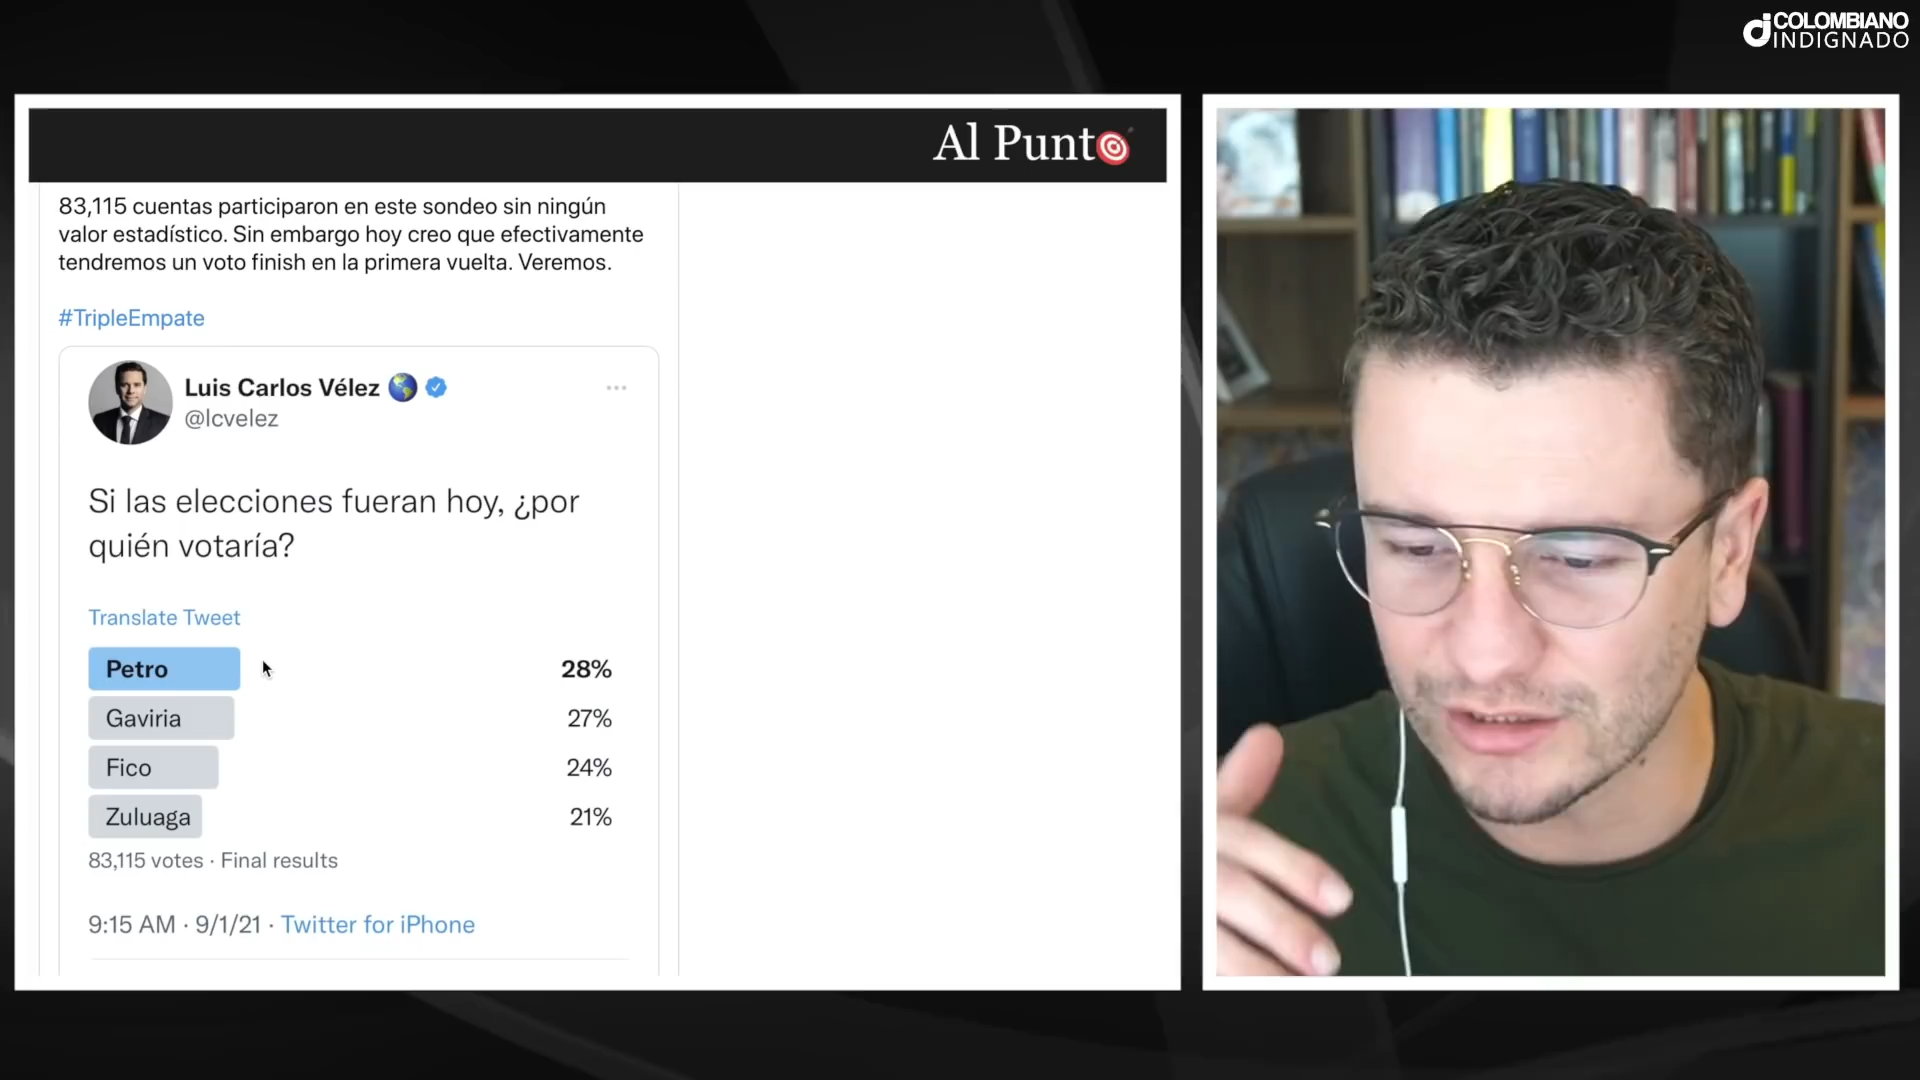 COLOMBIANO
INDIGNADO
Al Punto
83,115 cuentas participaron en este sondeo sin ningún
valor estadístico. Sin embargo hoy creo que efectivamente
tendremos un voto finish en la primera vuelta. Veremos.
#TripleEmpate
Luis Carlos Vélez
@lcvelez
Si las elecciones fueran hoy, ¿por
quién votaría?
Translate Tweet
Petro 28%
Gaviria 27%
Fico 24%
Zuluaga 21%
83,115 votes · Final results
9:15 AM · 9/1/21 · Twitter for iPhone